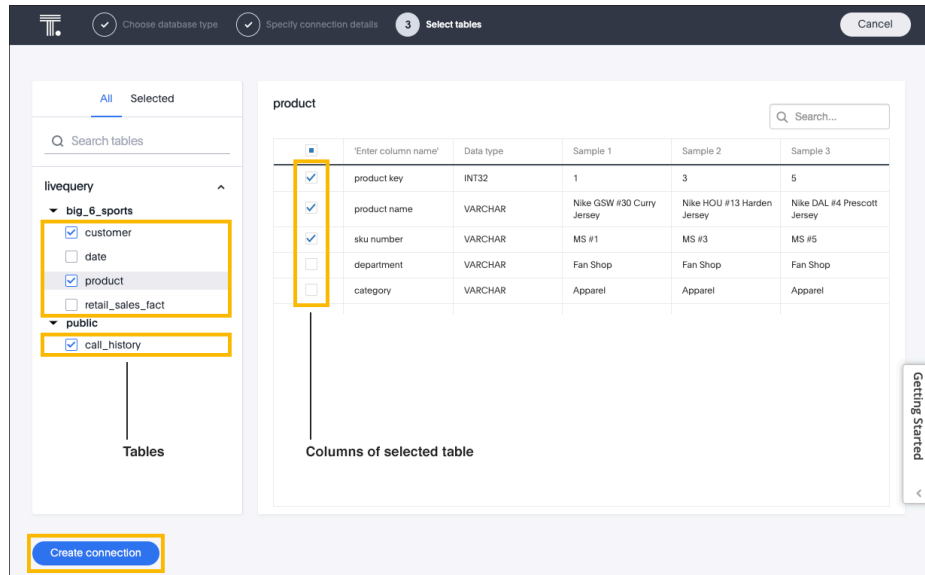 Choose database type
Specify connection details
3 Select tables
Cancel
All Selected
Search tables
livequery
big_6_sports
customer
date
product
retail_sales_fact
public
call_history
Tables
product
Search...
'Enter column name' Data type Sample 1 Sample 2 Sample 3
product key INT32 1 3 5
product name VARCHAR Nike GSW #30 Curry Jersey Nike HOU #13 Harden Jersey Nike DAL #4 Prescott Jersey
sku number VARCHAR MS #1 MS #3 MS #5
department VARCHAR Fan Shop Fan Shop Fan Shop
category VARCHAR Apparel Apparel Apparel
Columns of selected table
Getting Started
Create connection